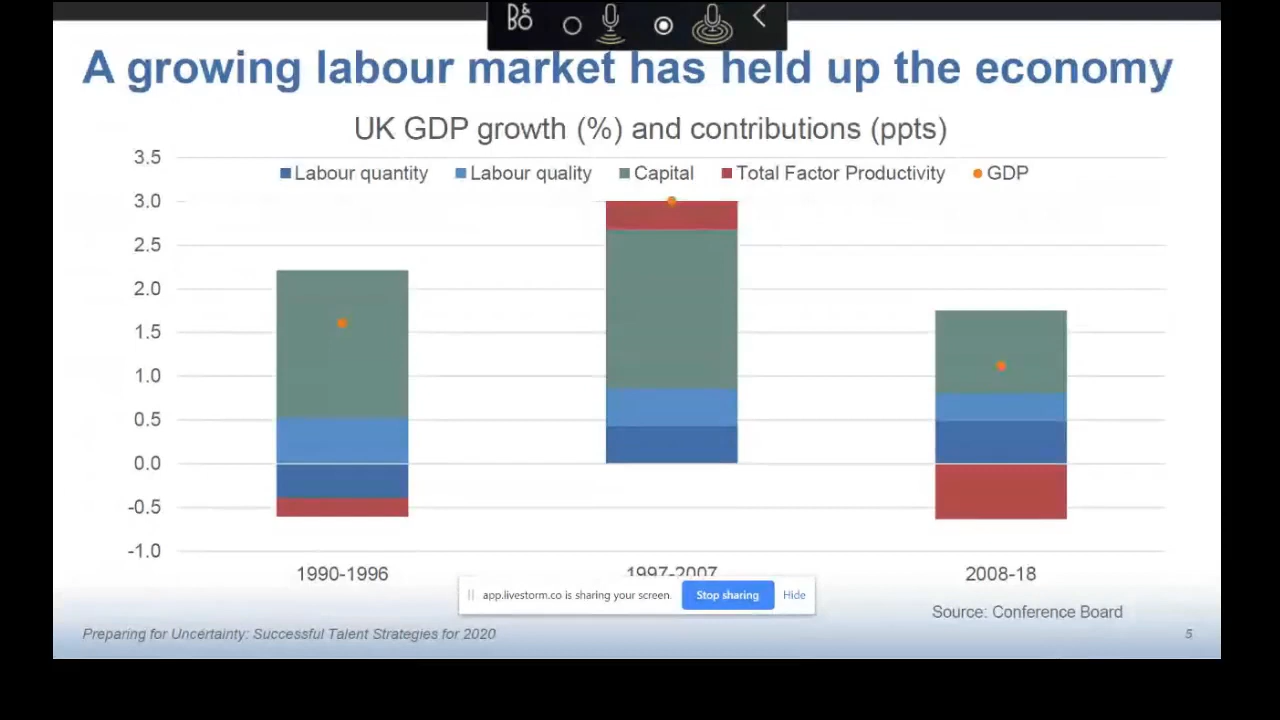 B&O
A growing labour market has held up the economy
UK GDP growth (%) and contributions (ppts)
3.5
Labour quantity Labour quality Capital Total Factor Productivity GDP
3.0
2.5
2.0
1.5
1.0
0.5
0.0
-0.5
-1.0
1990-1996 1997-2007 2008-18
app.livestorm.co is sharing your screen. Stop sharing Hide
Source: Conference Board
Preparing for Uncertainty: Successful Talent Strategies for 2020 5